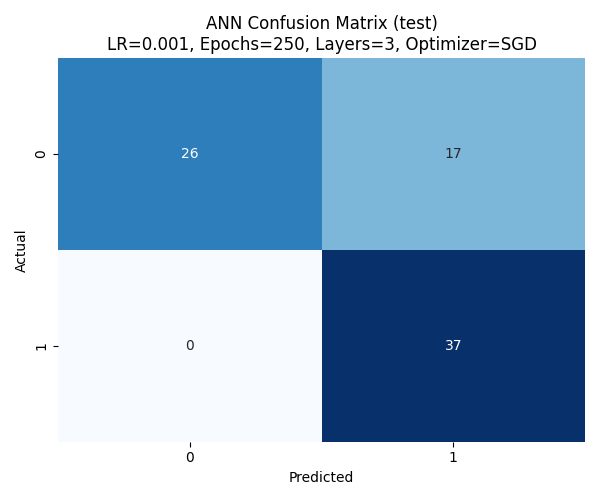 ANN Confusion Matrix (test)
LR=0.001, Epochs=250, Layers=3, Optimizer=SGD
0
26
17
Actual
1
0
37
0
1
Predicted